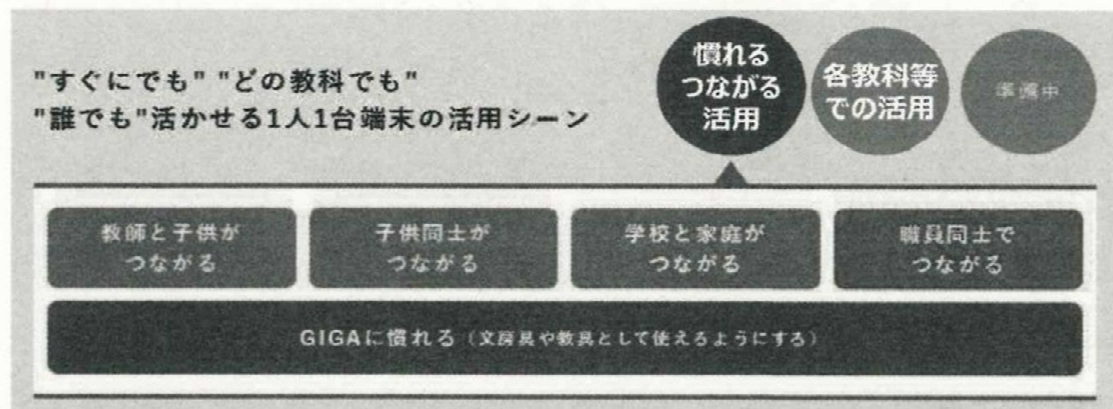 "すぐにでも" "どの教科でも"
"誰でも"活かせる1人1台端末の活用シーン
慣れる
つながる
活用
各教科等
での活用
準備中
教師と子供が
つながる
子供同士が
つながる
学校と家庭が
つながる
職員同士で
つながる
GIGAに慣れる（文房具や教具として使えるようにする）